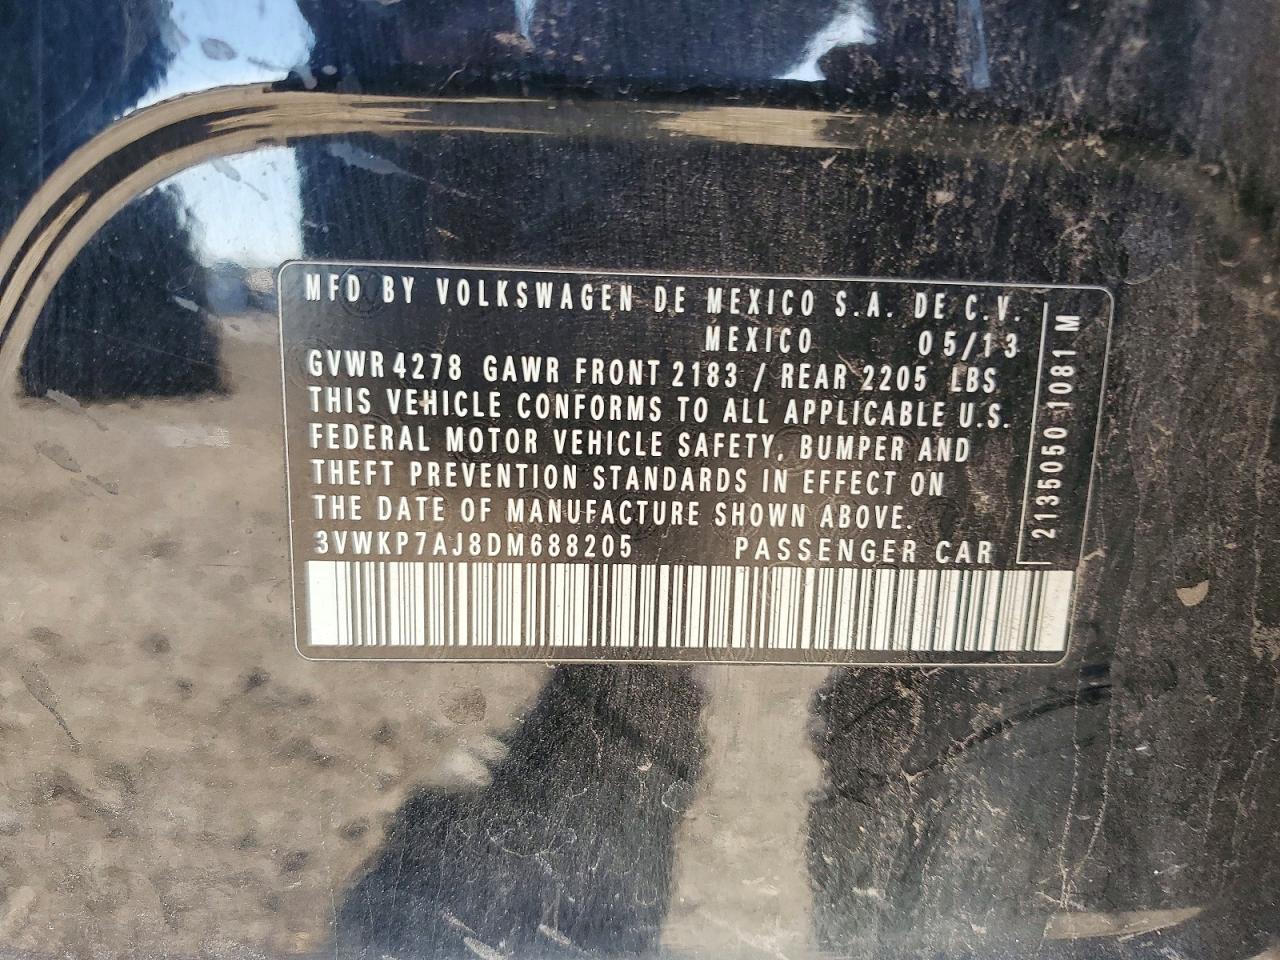 MFD BY VOLKSWAGEN DE MEXICO S.A. DE C.V.
MEXICO 05/13
GVWR 4278 GAWR FRONT 2183 / REAR 2205 LBS
THIS VEHICLE CONFORMS TO ALL APPLICABLE U.S.
FEDERAL MOTOR VEHICLE SAFETY, BUMPER AND
THEFT PREVENTION STANDARDS IN EFFECT ON
THE DATE OF MANUFACTURE SHOWN ABOVE.
3VWKP7AJ8DM688205 PASSENGER CAR
2135050 1081 M